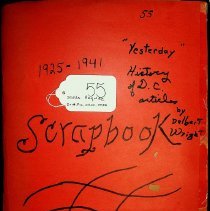 55
"Yesterday"
1925-1941
History
of D.C.
articles
by
Delbert
Wright
55
Scrapbook